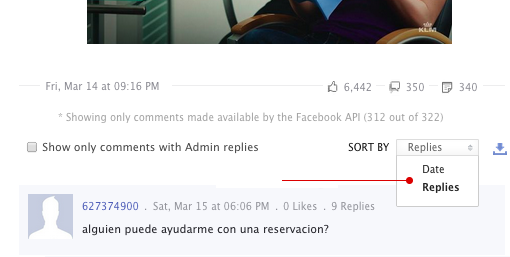 KLM
Fri, Mar 14 at 09:16 PM 6,442 350 340
* Showing only comments made available by the Facebook API (312 out of 322)
Show only comments with Admin replies SORT BY Replies
Date
Replies
627374900 . Sat, Mar 15 at 06:06 PM . 0 Likes . 9 Replies
alguien puede ayudarme con una reservacion?